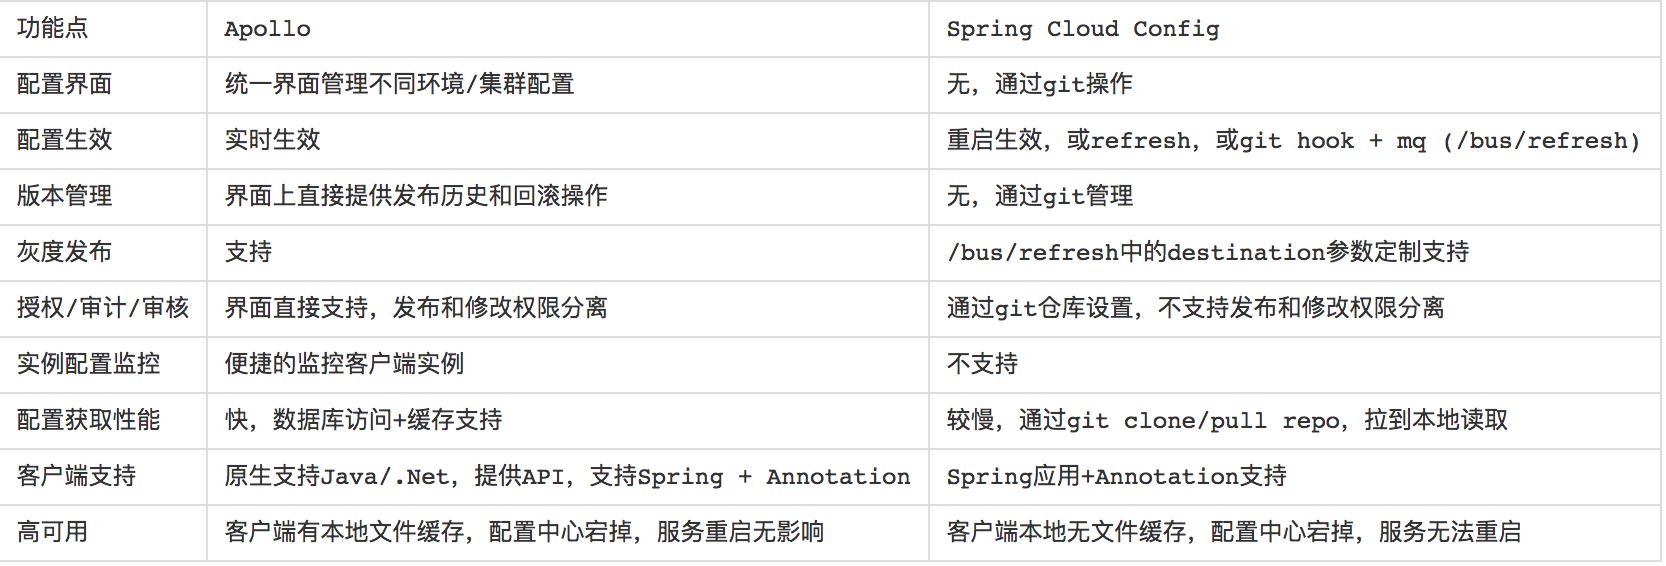 功能点 Apollo Spring Cloud Config
配置界面 统一界面管理不同环境/集群配置 无，通过git操作
配置生效 实时生效 重启生效，或refresh，或git hook + mq (/bus/refresh)
版本管理 界面上直接提供发布历史和回滚操作 无，通过git管理
灰度发布 支持 /bus/refresh中的destination参数定制支持
授权/审计/审核 界面直接支持，发布和修改权限分离 通过git仓库设置，不支持发布和修改权限分离
实例配置监控 便捷的监控客户端实例 不支持
配置获取性能 快，数据库访问+缓存支持 较慢，通过git clone/pull repo，拉到本地读取
客户端支持 原生支持Java/.Net，提供API，支持Spring + Annotation Spring应用+Annotation支持
高可用 客户端有本地文件缓存，配置中心宕掉，服务重启无影响 客户端本地无文件缓存，配置中心宕掉，服务无法重启